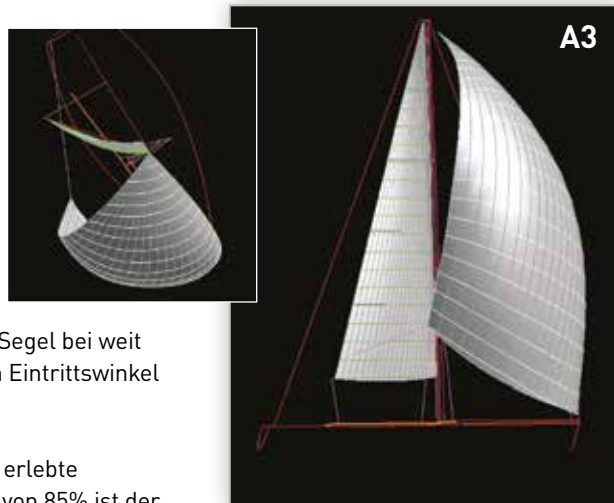 A3
Segel bei weit
Eintrittswinkel
erlebte
von 85% ist der